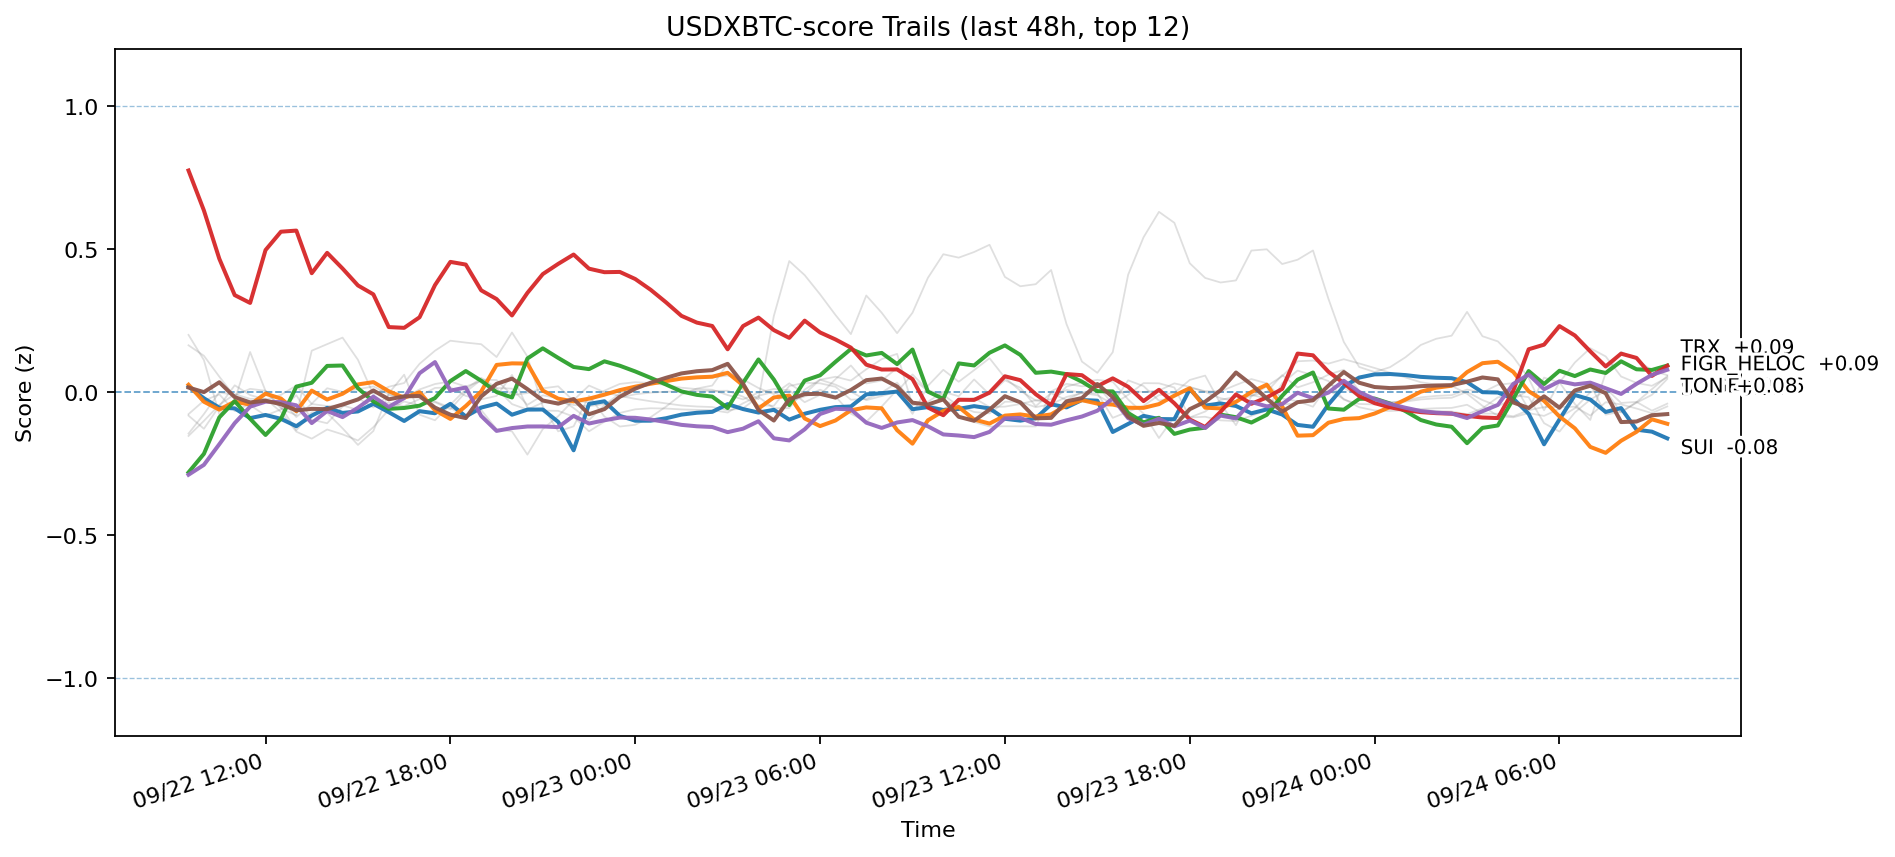 USDXBTC-score Trails (last 48h, top 12)
Score (z)
1.0
0.5
0.0
−0.5
−1.0
TRX +0.09
FIGR_HELOC +0.09
TON +0.08
SUI -0.08
09/22 12:00
09/22 18:00
09/23 00:00
09/23 06:00
09/23 12:00
09/23 18:00
09/24 00:00
09/24 06:00
Time